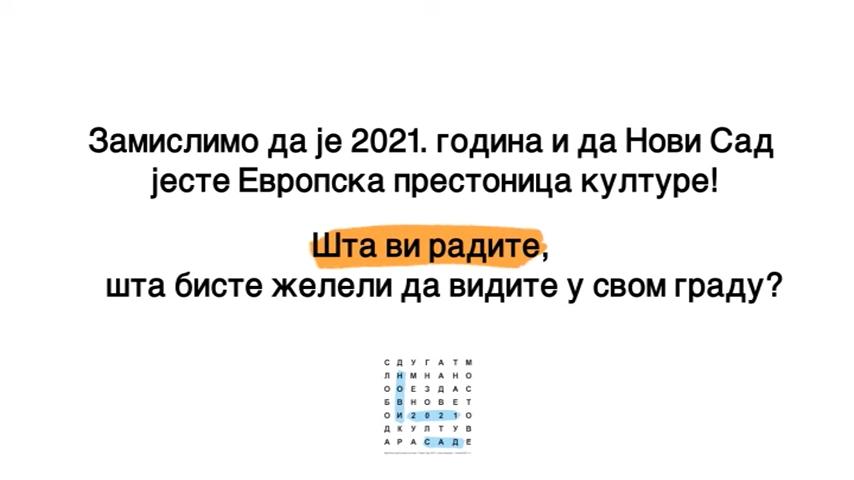 Замислимо да је 2021. година и да Нови Сад
јесте Европска престоница културе!
Шта ви радите,
шта бисте желели да видите у свом граду?
С Д У Г А Т М
Л Н М Н А Н О
О О Е З Д А С
Б В Н О В Е Т
О И 2 0 2 1 О
Д К У Л Т У В
А Р А С А Д Е